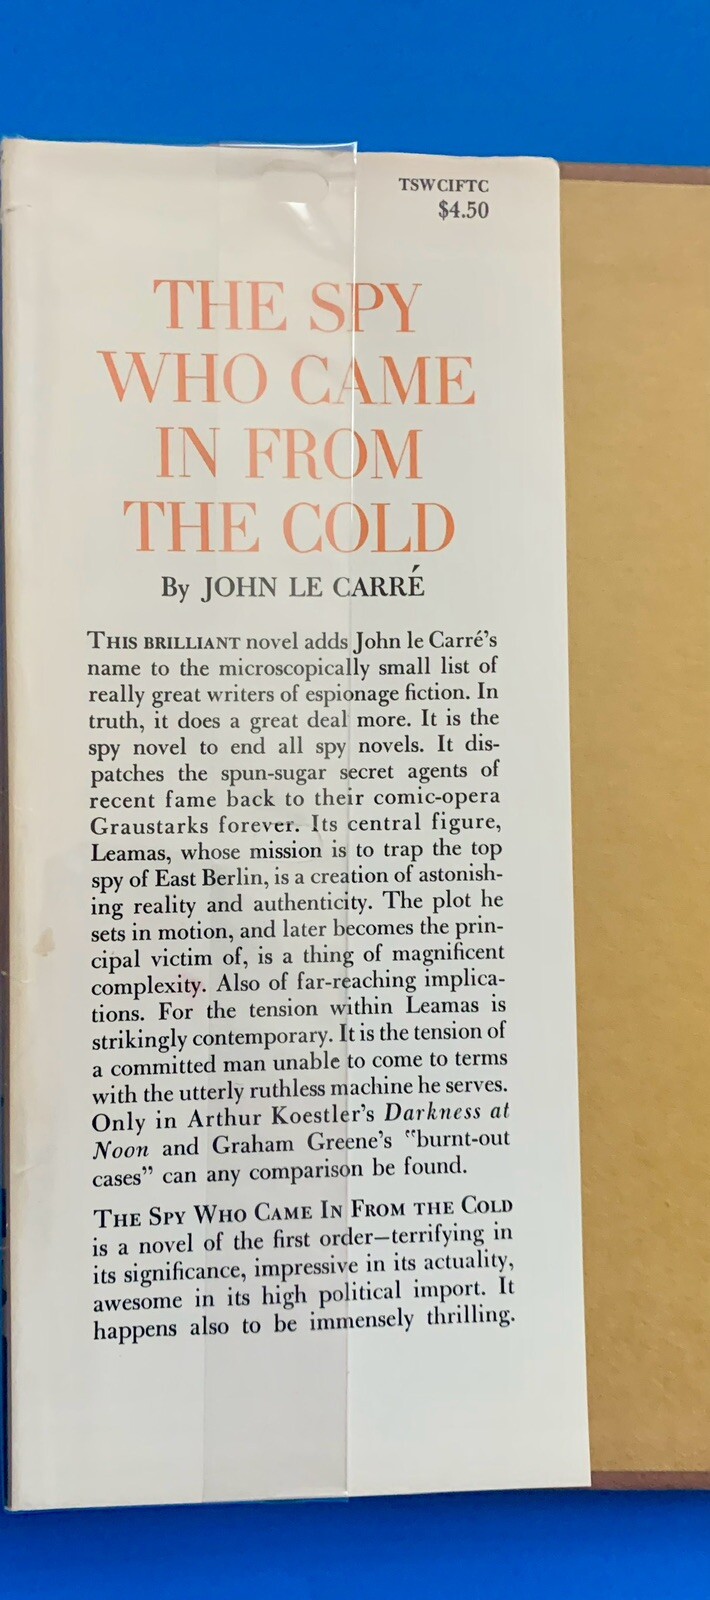 TSWCIFTC
$4.50
THE SPY
WHO CAME
IN FROM
THE COLD
By JOHN LE CARRÉ
THIS BRILLIANT novel adds John le Carré's
name to the microscopically small list of
really great writers of espionage fiction. In
truth, it does a great deal more. It is the
spy novel to end all spy novels. It dis-
patches the spun-sugar secret agents of
recent fame back to their comic-opera
Graustarks forever. Its central figure,
Leamas, whose mission is to trap the top
spy of East Berlin, is a creation of astonish-
ing reality and authenticity. The plot he
sets in motion, and later becomes the prin-
cipal victim of, is a thing of magnificent
complexity. Also of far-reaching implica-
tions. For the tension within Leamas is
strikingly contemporary. It is the tension of
a committed man unable to come to terms
with the utterly ruthless machine he serves.
Only in Arthur Koestler's Darkness at
Noon and Graham Greene's "burnt-out
cases" can any comparison be found.
THE SPY WHO CAME IN FROM THE COLD
is a novel of the first order—terrifying in
its significance, impressive in its actuality,
awesome in its high political import. It
happens also to be immensely thrilling.